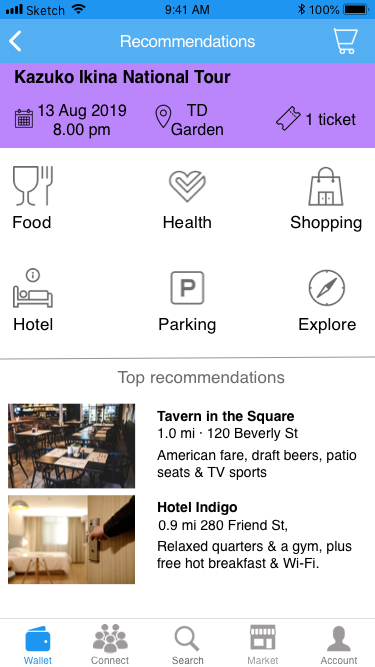 Sketch 9:41 AM 100%
Recommendations
Kazuko Ikina National Tour
13 Aug 2019
8.00 pm
TD
Garden
1 ticket
Food Health Shopping
Hotel Parking Explore
P
Top recommendations
Tavern in the Square
1.0 mi · 120 Beverly St
American fare, draft beers, patio
seats & TV sports
Hotel Indigo
0.9 mi 280 Friend St,
Relaxed quarters & a gym, plus
free hot breakfast & Wi-Fi.
Wallet Connect Search Market Account